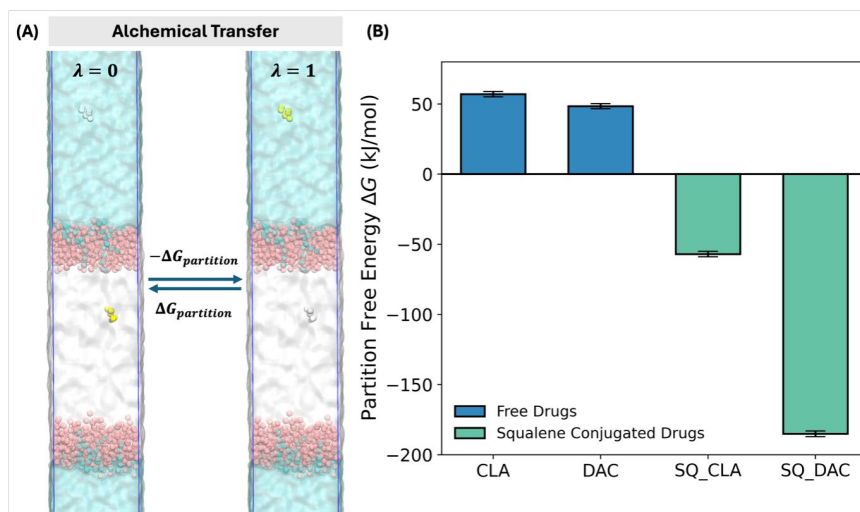 (A)
Alchemical Transfer
λ = 0
λ = 1
−ΔG_partition
ΔG_partition
(B)
Partition Free Energy ΔG (kJ/mol)
50
0
−50
−100
−150
−200
Free Drugs
Squalene Conjugated Drugs
CLA DAC SQ_CLA SQ_DAC